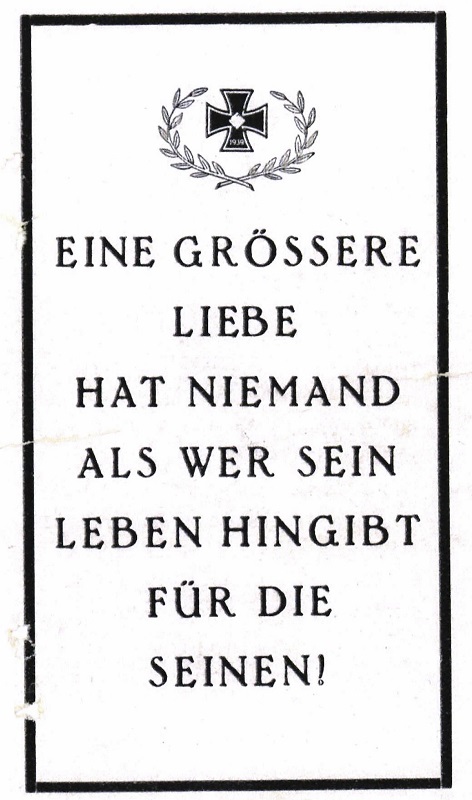 1939
EINE GRÖSSERE
LIEBE
HAT NIEMAND
ALS WER SEIN
LEBEN HINGIBT
FÜR DIE
SEINEN!